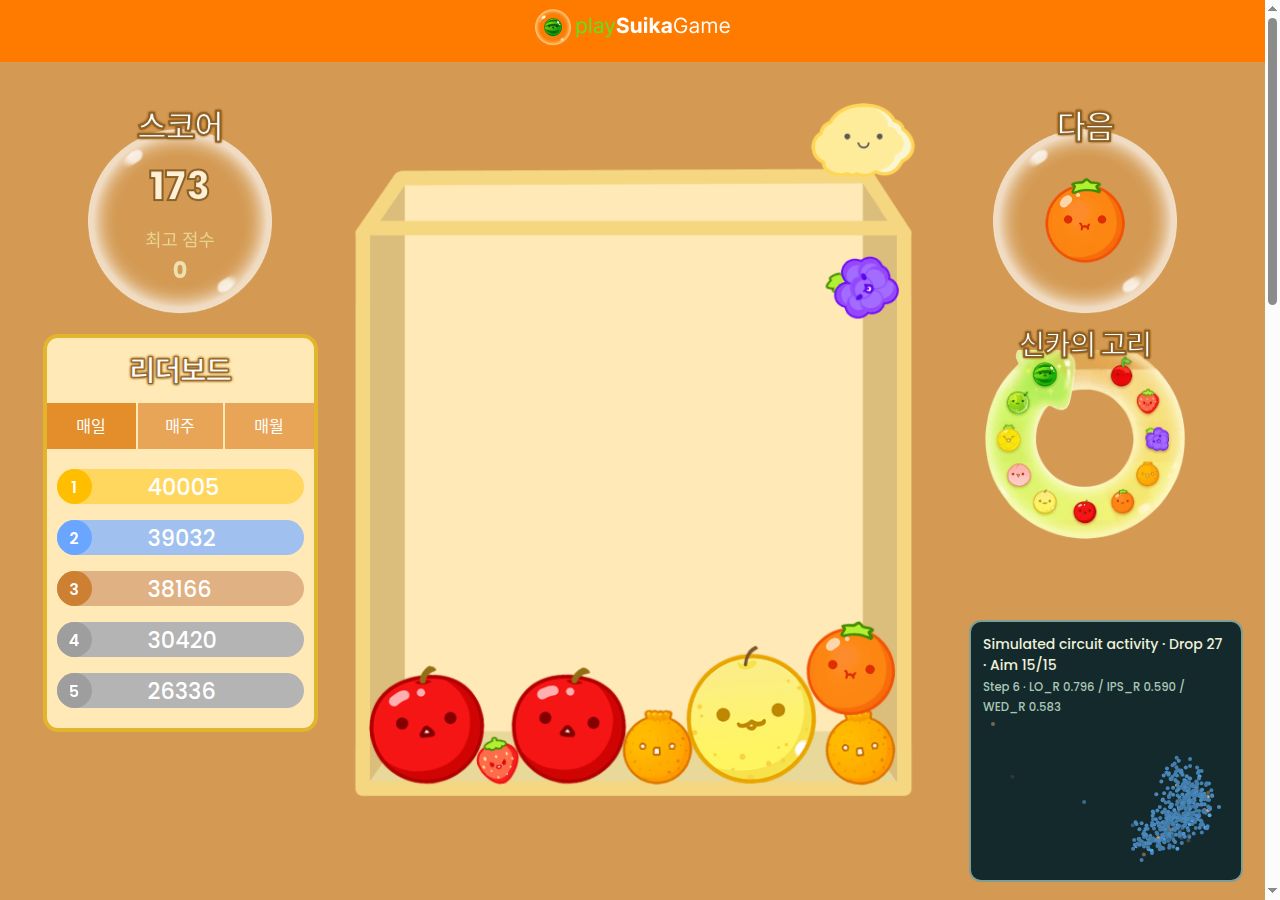 playSuikaGame
스코어
173
최고 점수
0
다음
리더보드
매일 매주 매월
1 40005
2 39032
3 38166
4 30420
5 26336
신카의 고리
Simulated circuit activity · Drop 27
· Aim 15/15
Step 6 · LO_R 0.796 / IPS_R 0.590 /
WED_R 0.583